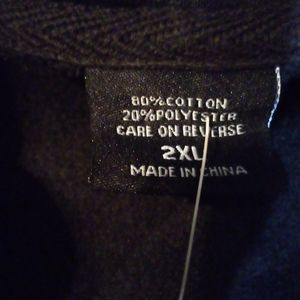 80%COTTON
20%POLYESTER
CARE ON REVERSE
2XL
MADE IN CHINA